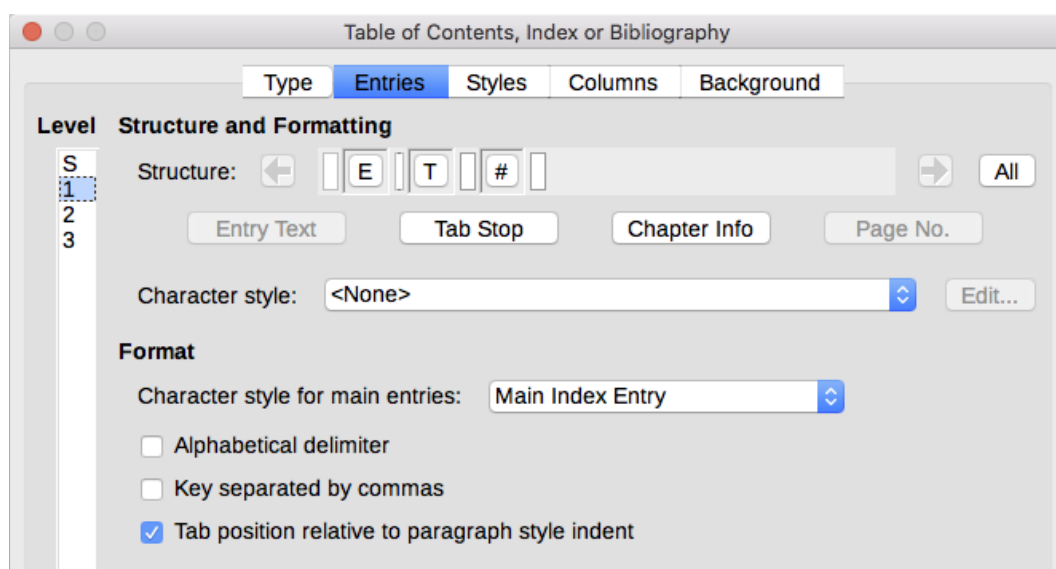 Table of Contents, Index or Bibliography
Type Entries Styles Columns Background
Level Structure and Formatting
S
1
2
3
Structure: E T # All
Entry Text Tab Stop Chapter Info Page No.
Character style: <None> Edit...
Format
Character style for main entries: Main Index Entry
Alphabetical delimiter
Key separated by commas
Tab position relative to paragraph style indent